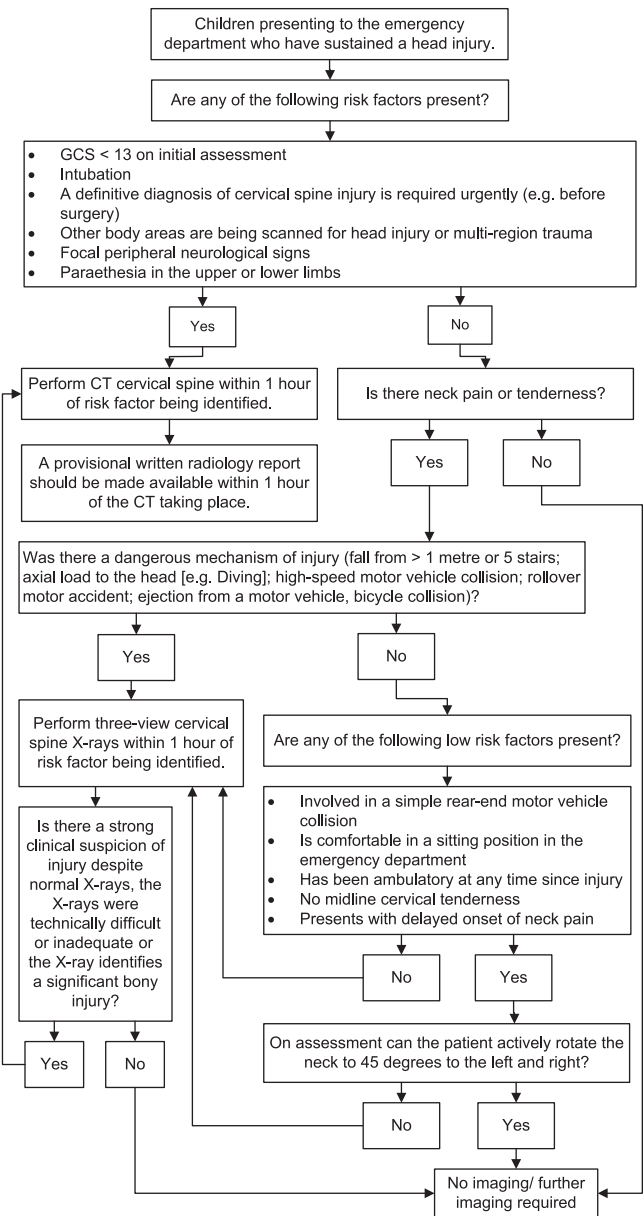 Children presenting to the emergency
department who have sustained a head injury.
Are any of the following risk factors present?
• GCS < 13 on initial assessment
• Intubation
• A definitive diagnosis of cervical spine injury is required urgently (e.g. before
surgery)
• Other body areas are being scanned for head injury or multi-region trauma
• Focal peripheral neurological signs
• Paraethesia in the upper or lower limbs
Yes
No
Perform CT cervical spine within 1 hour
of risk factor being identified.
Is there neck pain or tenderness?
A provisional written radiology report
should be made available within 1 hour
of the CT taking place.
Yes
No
Was there a dangerous mechanism of injury (fall from > 1 metre or 5 stairs;
axial load to the head [e.g. Diving]; high-speed motor vehicle collision; rollover
motor accident; ejection from a motor vehicle, bicycle collision)?
Yes
No
Perform three-view cervical
spine X-rays within 1 hour of
risk factor being identified.
Are any of the following low risk factors present?
Is there a strong
clinical suspicion of
injury despite
normal X-rays, the
X-rays were
technically difficult
or inadequate or
the X-ray identifies
a significant bony
injury?
• Involved in a simple rear-end motor vehicle
collision
• Is comfortable in a sitting position in the
emergency department
• Has been ambulatory at any time since injury
• No midline cervical tenderness
• Presents with delayed onset of neck pain
No
Yes
Yes
No
On assessment can the patient actively rotate the
neck to 45 degrees to the left and right?
No
Yes
No imaging/ further
imaging required